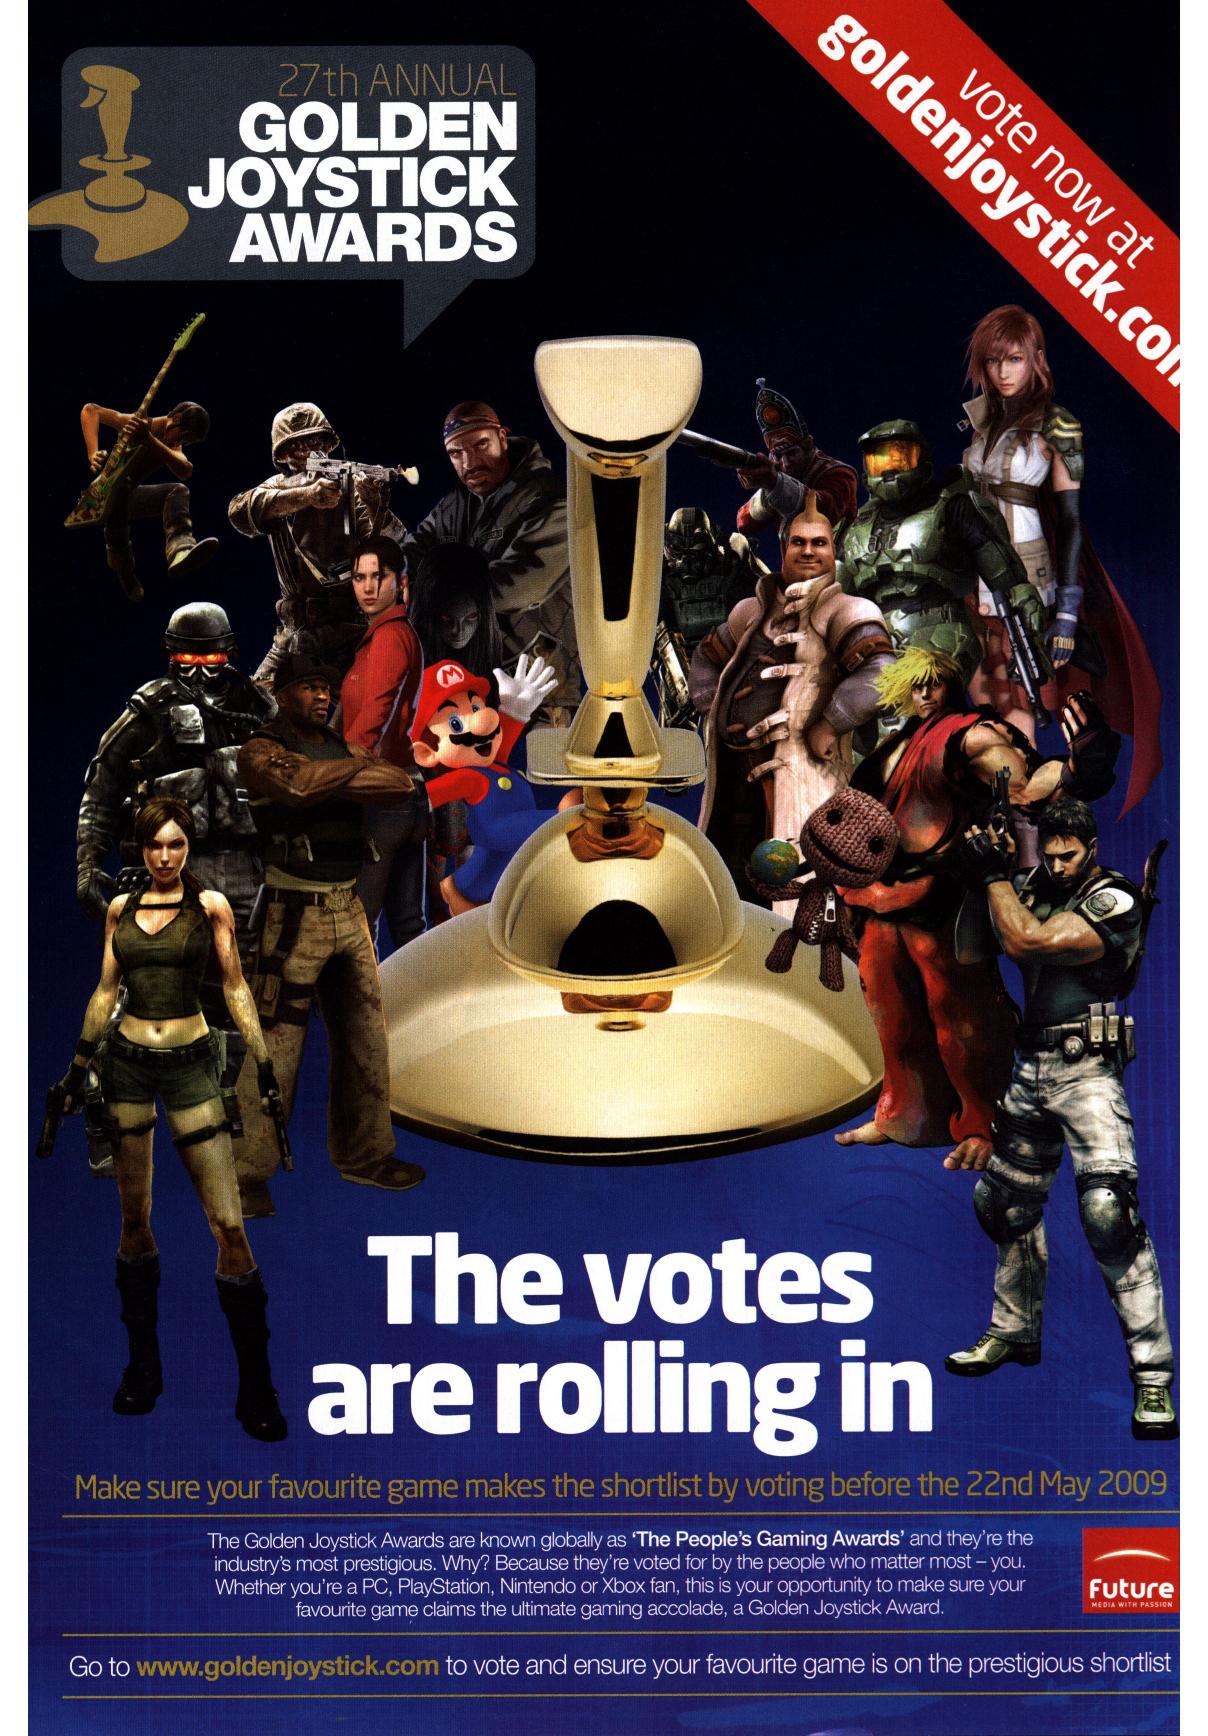 27th ANNUAL
GOLDEN
JOYSTICK
AWARDS
vote now at
goldenjoystick.com
M
The votes
are rolling in
Make sure your favourite game makes the shortlist by voting before the 22nd May 2009
The Golden Joystick Awards are known globally as ‘The People’s Gaming Awards’ and they’re the
industry’s most prestigious. Why? Because they’re voted for by the people who matter most – you.
Whether you’re a PC, PlayStation, Nintendo or Xbox fan, this is your opportunity to make sure your
favourite game claims the ultimate gaming accolade, a Golden Joystick Award.
Future
MEDIA WITH PASSION
Go to www.goldenjoystick.com to vote and ensure your favourite game is on the prestigious shortlist